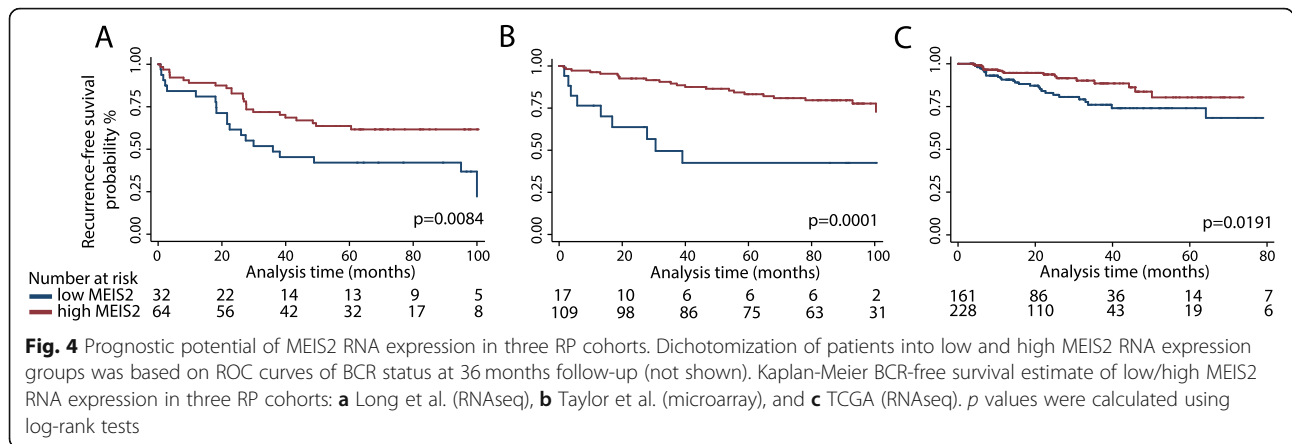 A
B
C
Recurrence-free suvival
probability %
1.00
0.75
0.50
0.25
0.00
p=0.0084
0 20 40 60 80 100
Analysis time (months)
1.00
0.75
0.50
0.25
0.00
p=0.0001
0 20 40 60 80 100
Analysis time (months)
1.00
0.75
0.50
0.25
0.00
p=0.0191
0 20 40 60 80
Analysis time (months)
Number at risk
low MEIS2 32 22 14 13 9 5 17 10 6 6 6 2 161 86 36 14 7
high MEIS2 64 56 42 32 17 8 109 98 86 75 63 31 228 110 43 19 6
Fig. 4 Prognostic potential of MEIS2 RNA expression in three RP cohorts. Dichotomization of patients into low and high MEIS2 RNA expression
groups was based on ROC curves of BCR status at 36 months follow-up (not shown). Kaplan-Meier BCR-free survival estimate of low/high MEIS2
RNA expression in three RP cohorts: a Long et al. (RNAseq), b Taylor et al. (microarray), and c TCGA (RNAseq). p values were calculated using
log-rank tests